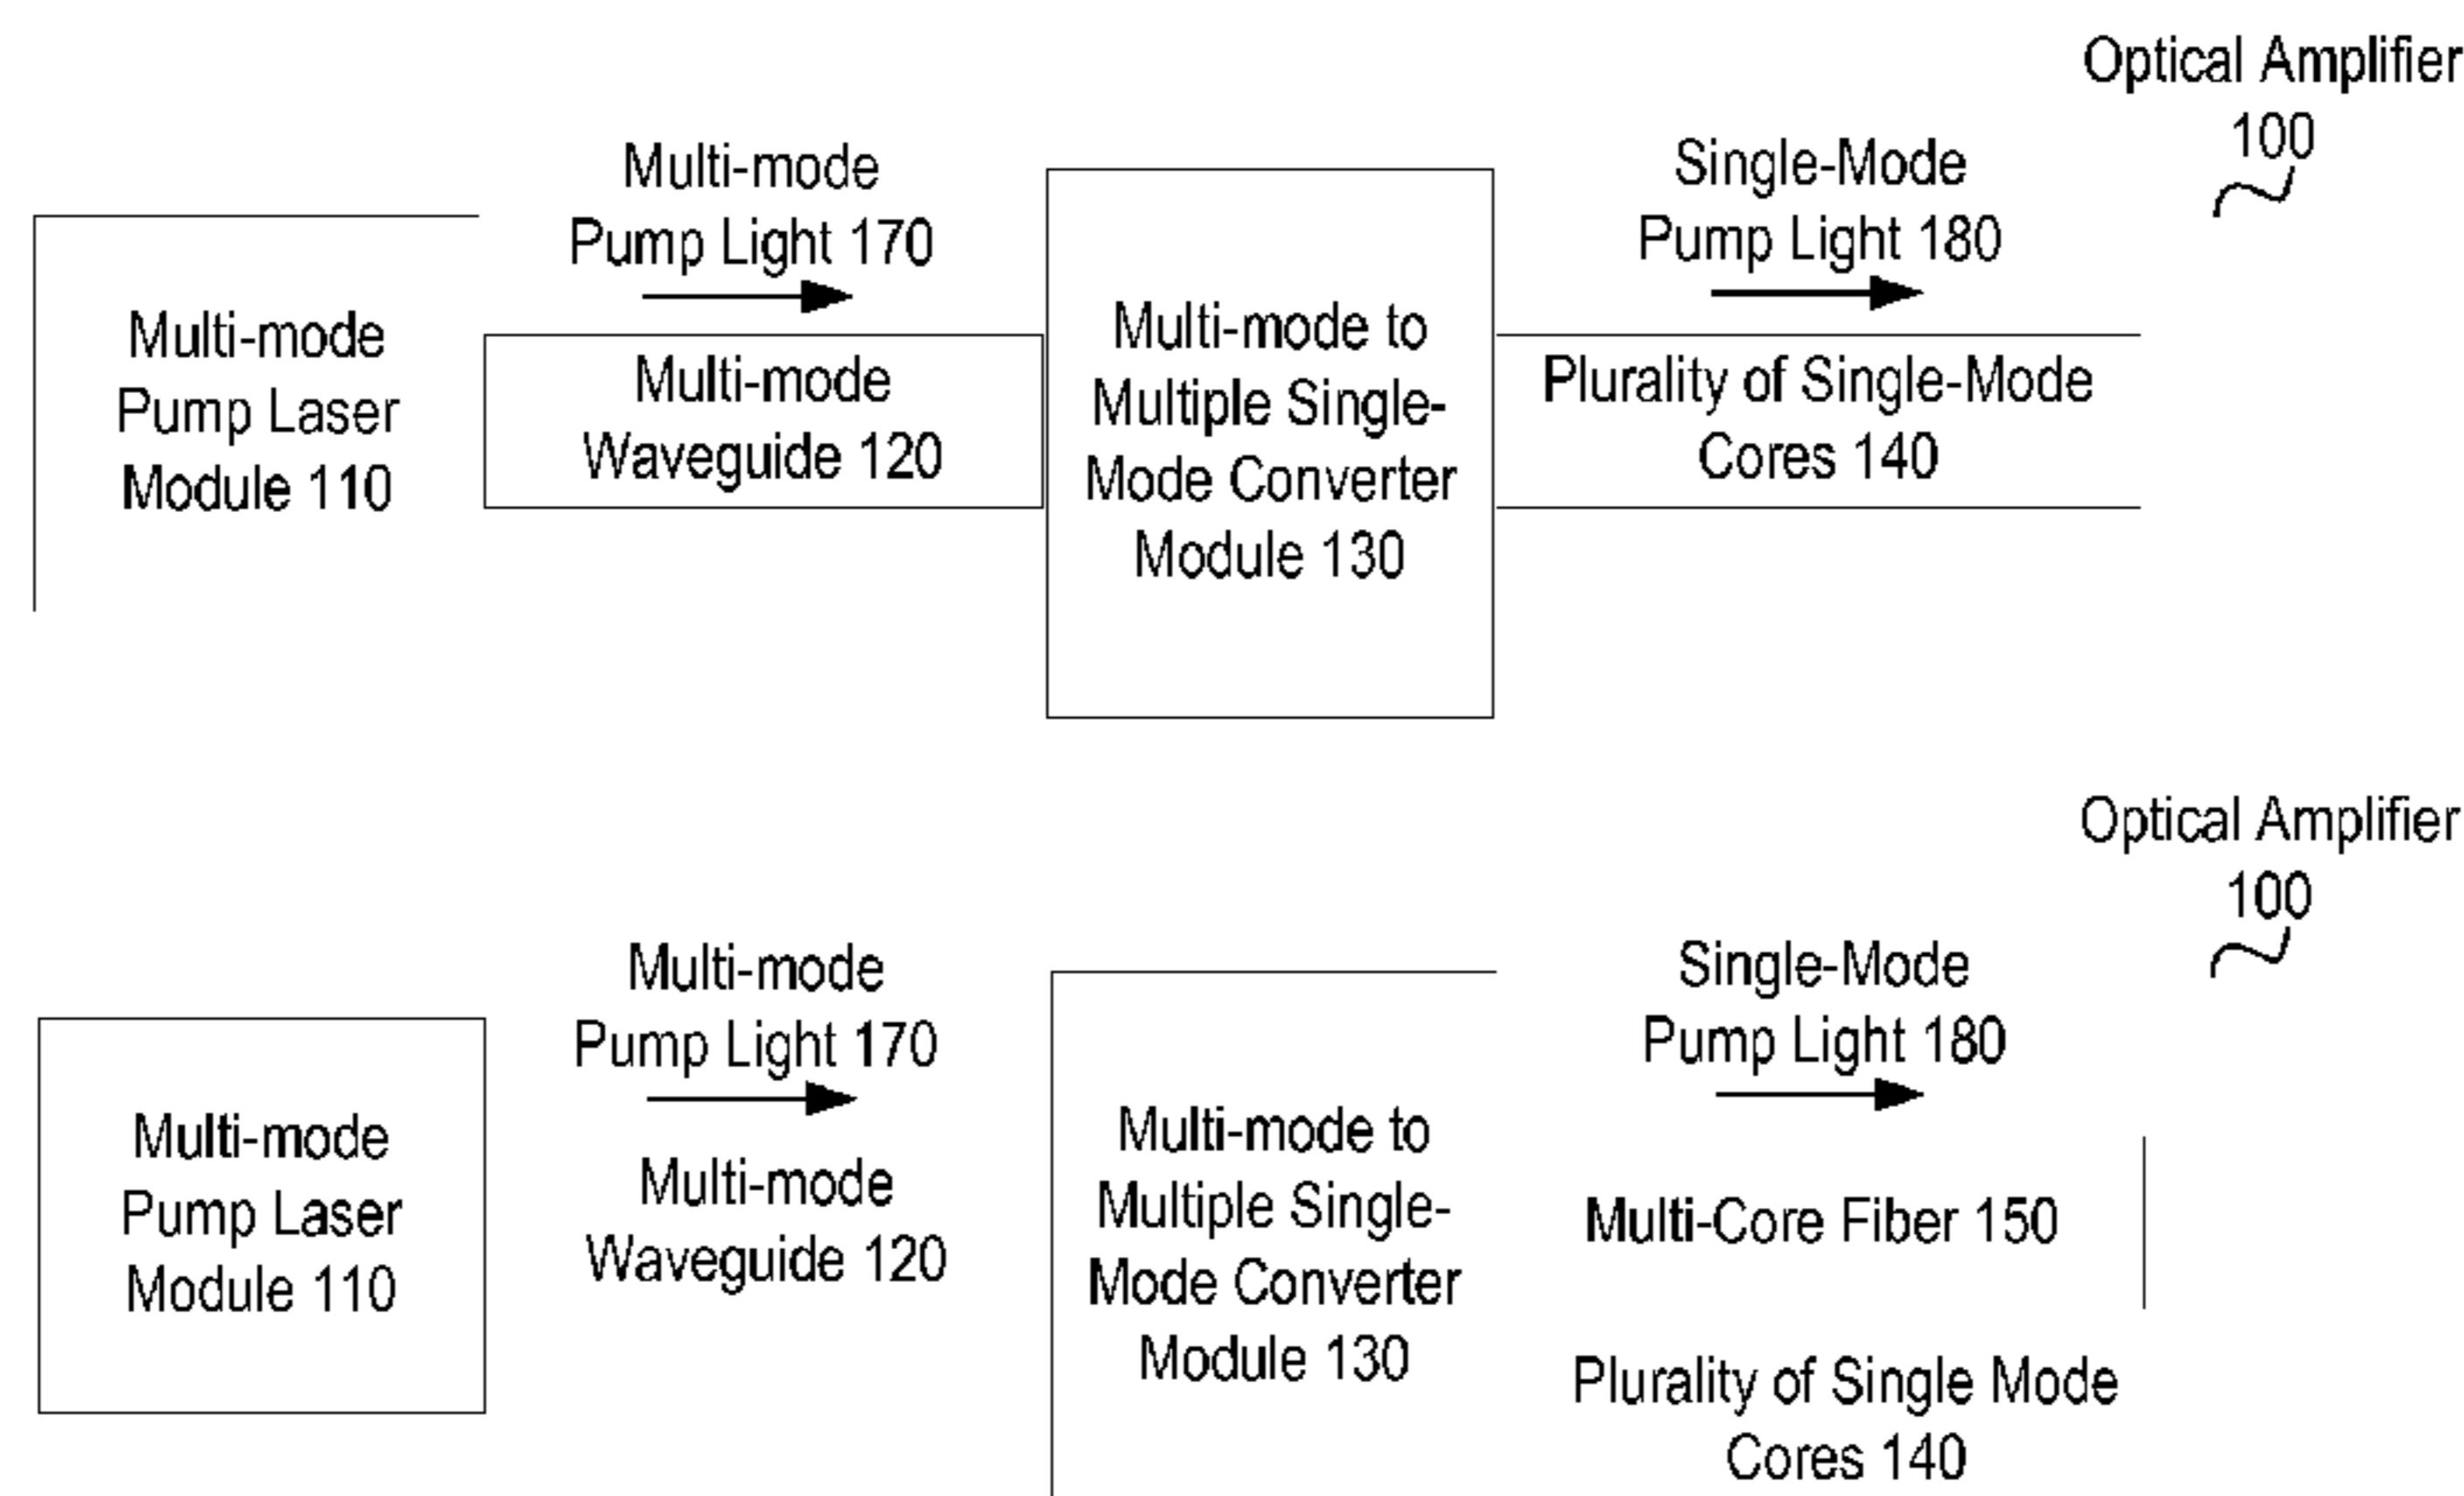 Optical Amplifier
100
Multi-mode
Pump Light 170
Single-Mode
Pump Light 180
Multi-mode
Pump Laser
Module 110
Multi-mode
Waveguide 120
Multi-mode to
Multiple Single-
Mode Converter
Module 130
Plurality of Single-Mode
Cores 140
Optical Amplifier
100
Multi-mode
Pump Light 170
Single-Mode
Pump Light 180
Multi-mode
Pump Laser
Module 110
Multi-mode
Waveguide 120
Multi-mode to
Multiple Single-
Mode Converter
Module 130
Multi-Core Fiber 150
Plurality of Single Mode
Cores 140